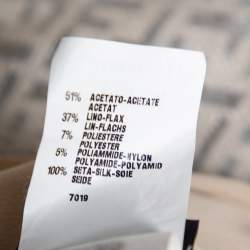 51% ACETATO-ACETATE
ACETAT
37% LINO-FLAX
LIN-FLACHS
7% POLIESTERE
POLYESTER
5% POLIAMMIDE-NYLON
POLYAMIDE-POLYAMID
100% SETA-SILK-SOIE
SEIDE
7019